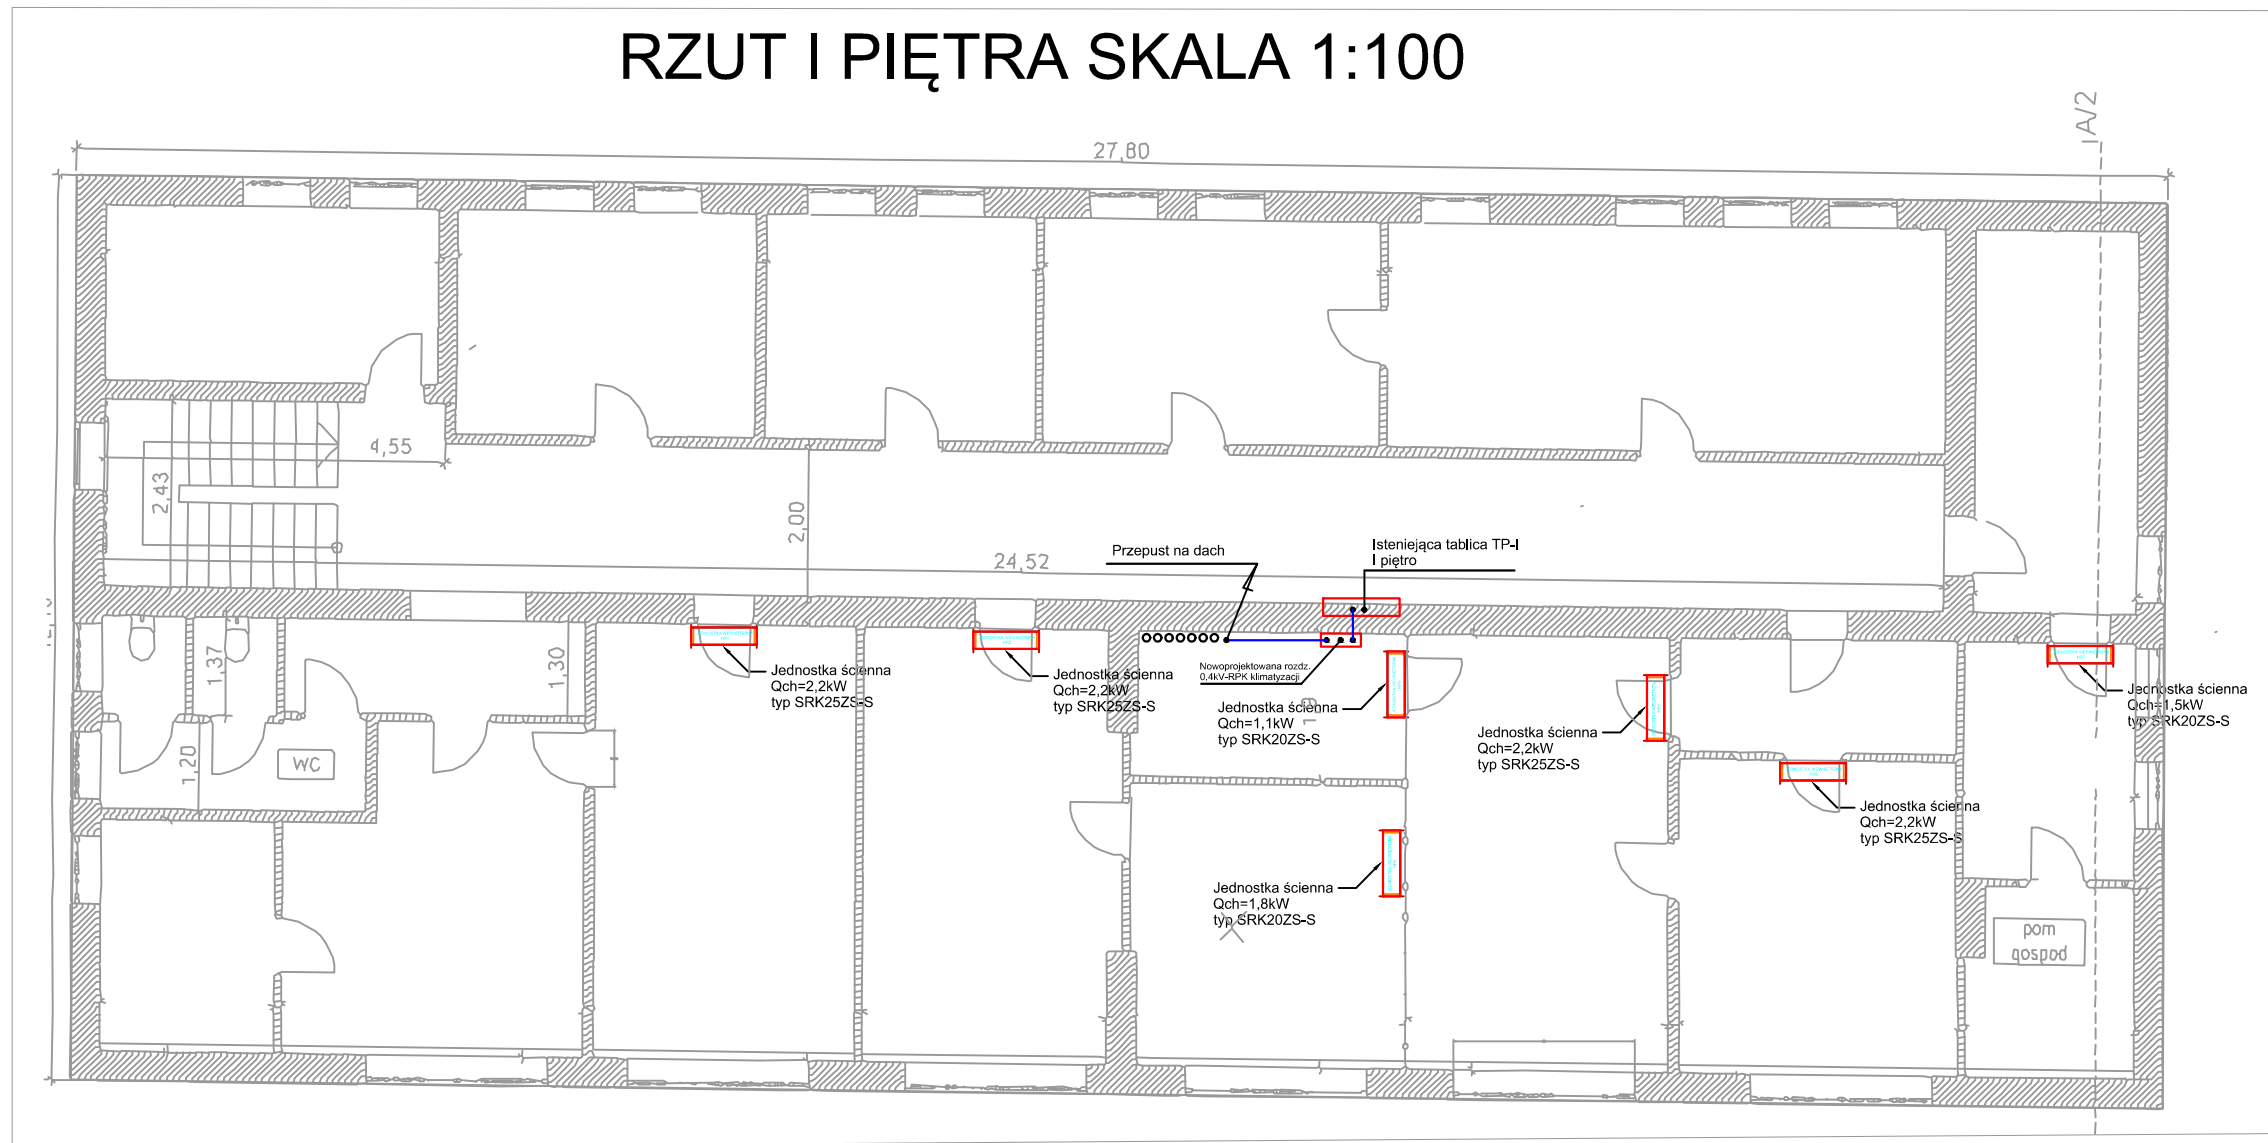 RZUT I PIĘTRA SKALA 1:100
IA/2
27,80
4,55
2,43
2,00
24,52
Przepust na dach
Isteniejąca tablica TP-I
I piętro
1,37
1,30
1,20
WC
Jednostka ścienna
Qch=2,2kW
typ SRK25ZS-S
Jednostka ścienna
Qch=2,2kW
typ SRK25ZS-S
Nowoprojektowana rozdz.
0,4kV-RPK klimatyzacji
Jednostka ścienna
Qch=1,1kW
typ SRK20ZS-S
Jednostka ścienna
Qch=2,2kW
typ SRK25ZS-S
Jednostka ścienna
Qch=1,5kW
typ SRK20ZS-S
Jednostka ścienna
Qch=2,2kW
typ SRK25ZS-S
Jednostka ścienna
Qch=1,8kW
typ SRK20ZS-S
pom
gospod